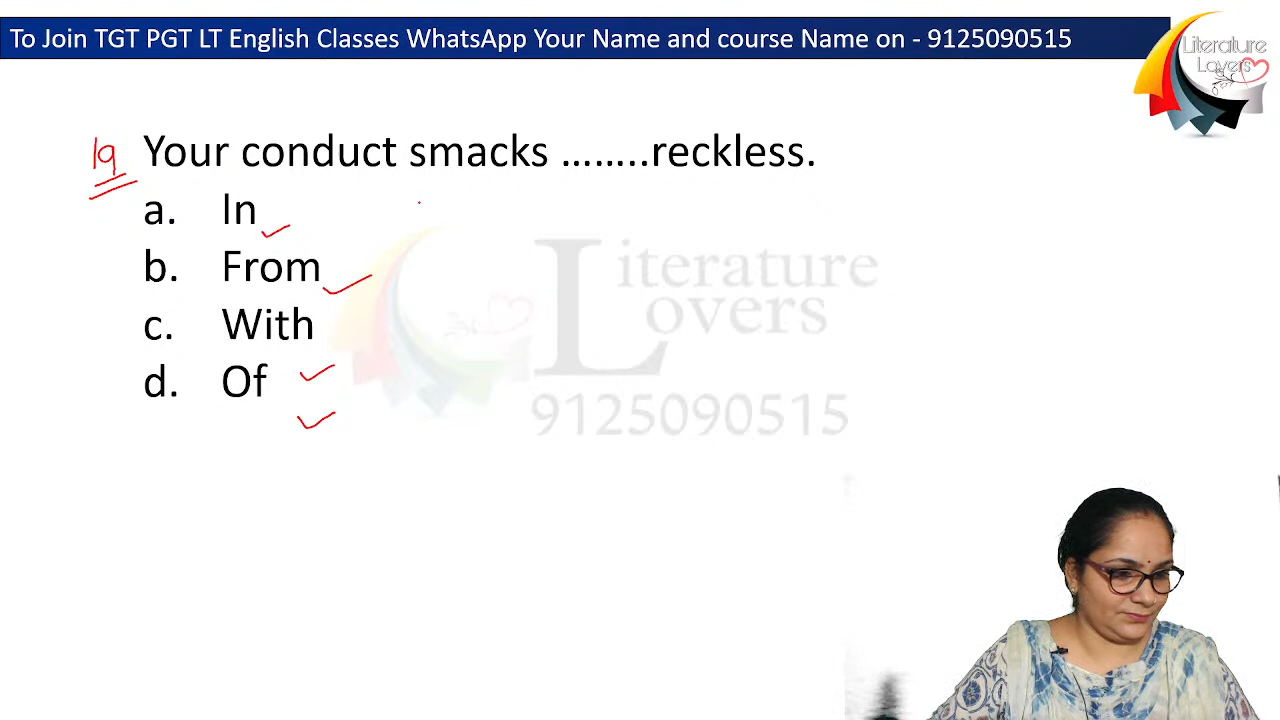 To Join TGT PGT LT English Classes WhatsApp Your Name and course Name on - 9125090515
Literature
Lovers
19 Your conduct smacks ........reckless.
a. In
b. From
c. With
d. Of
Literature
Lovers
9125090515